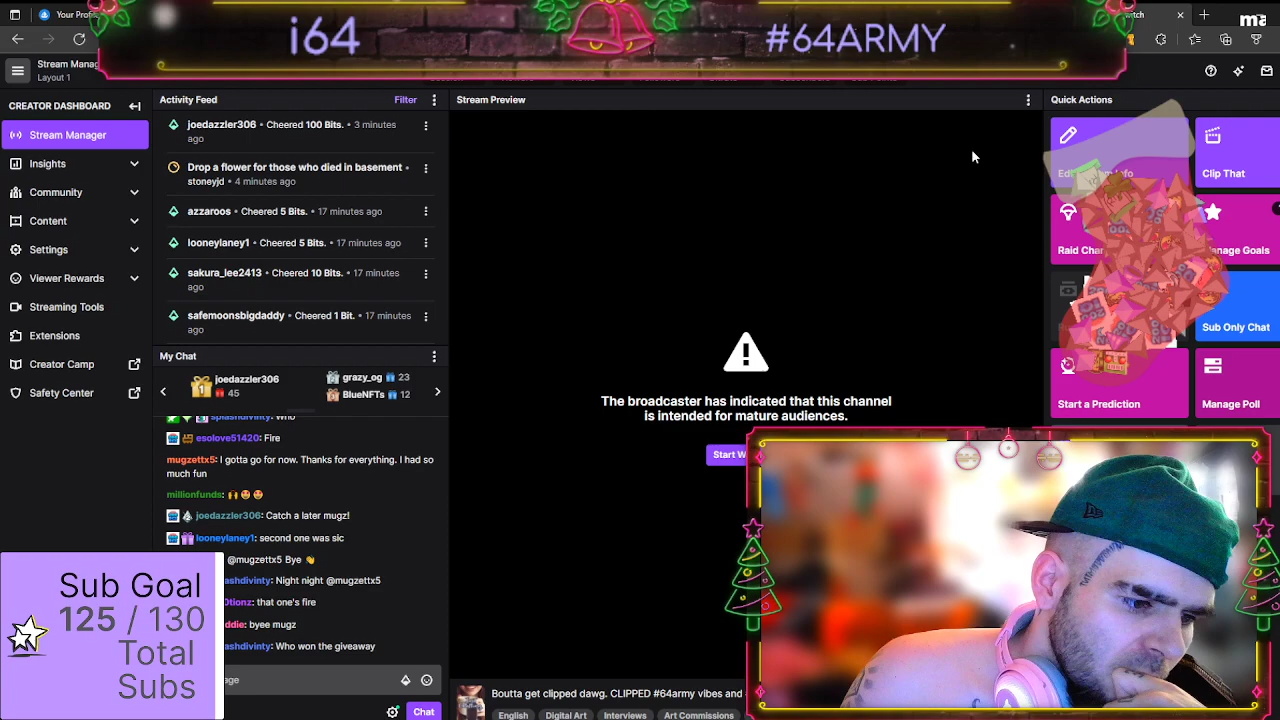 Your Profi
i64
#64ARMY
Stream Manag
Layout 1
CREATOR DASHBOARD
Stream Manager
Insights
Community
Content
Settings
Viewer Rewards
Streaming Tools
Extensions
Creator Camp
Safety Center
Activity Feed
Filter
joedazzler306 • Cheered 100 Bits. • 3 minutes
ago
Drop a flower for those who died in basement •
stoneyjd • 4 minutes ago
azzaroos • Cheered 5 Bits. • 17 minutes ago
looneylaney1 • Cheered 5 Bits. • 17 minutes ago
sakura_lee2413 • Cheered 10 Bits. • 17 minutes
ago
safemoonsbigdaddy • Cheered 1 Bit. • 17 minutes
ago
My Chat
1
joedazzler306
45
grazy_og 23
BlueNFTs 12
splashdivinty: Who
esolove51420: Fire
mugzettx5: I gotta go for now. Thanks for everything. I had so
much fun
millionfunds:
joedazzler306: Catch a later mugz!
looneylaney1: second one was sic
@mugzettx5 Bye
ashdivinty: Night night @mugzettx5
Otionz: that one's fire
ddie: byee mugz
ashdivinty: Who won the giveaway
age
Chat
Sub Goal
125 / 130
Total
Subs
Stream Preview
The broadcaster has indicated that this channel
is intended for mature audiences.
Start W
Boutta get clipped dawg. CLIPPED #64army vibes and
English
Digital Art
Interviews
Art Commissions
Quick Actions
Clip That
Raid Cha
Manage Goals
Sub Only Chat
Start a Prediction
Manage Poll